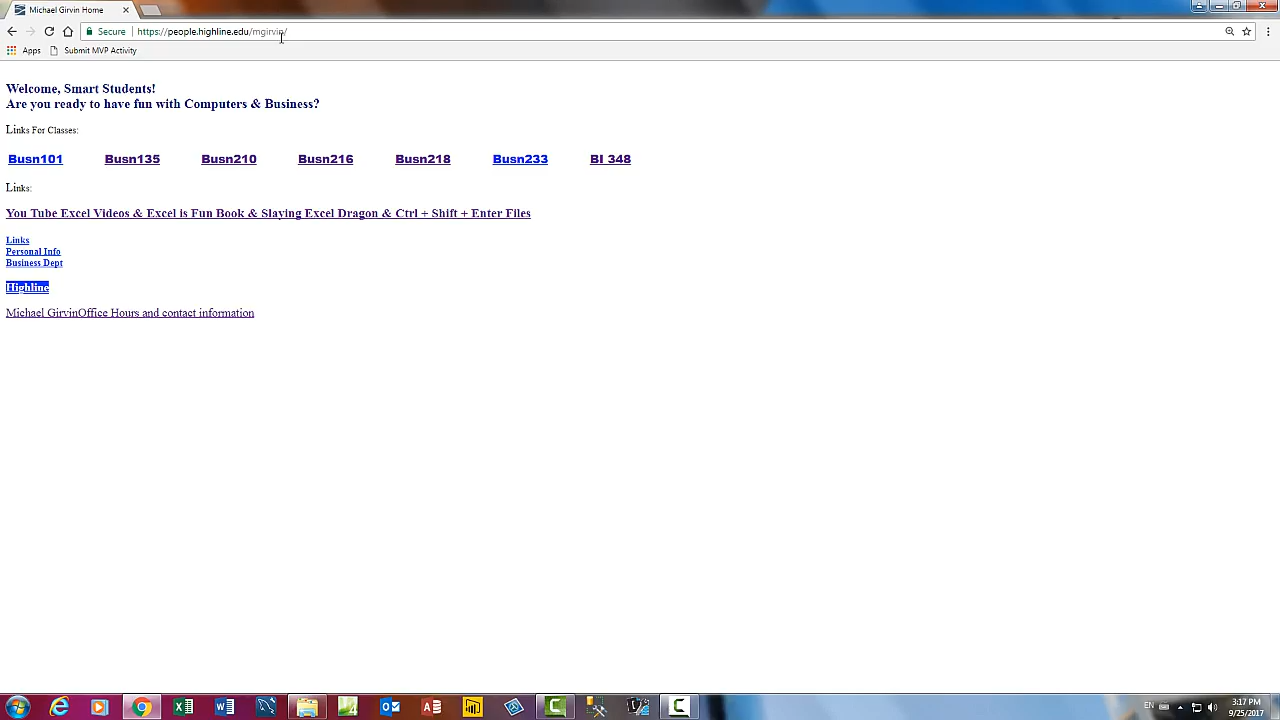 Michael Girvin Home
Secure https://people.highline.edu/mgirvin/
Apps Submit MVP Activity
Welcome, Smart Students!
Are you ready to have fun with Computers & Business?
Links For Classes:
Busn101 Busn135 Busn210 Busn216 Busn218 Busn233 BI 348
Links:
You Tube Excel Videos & Excel is Fun Book & Slaying Excel Dragon & Ctrl + Shift + Enter Files
Links
Personal Info
Business Dept
Highline
Michael GirvinOffice Hours and contact information
EN 3:17 PM
9/25/2017